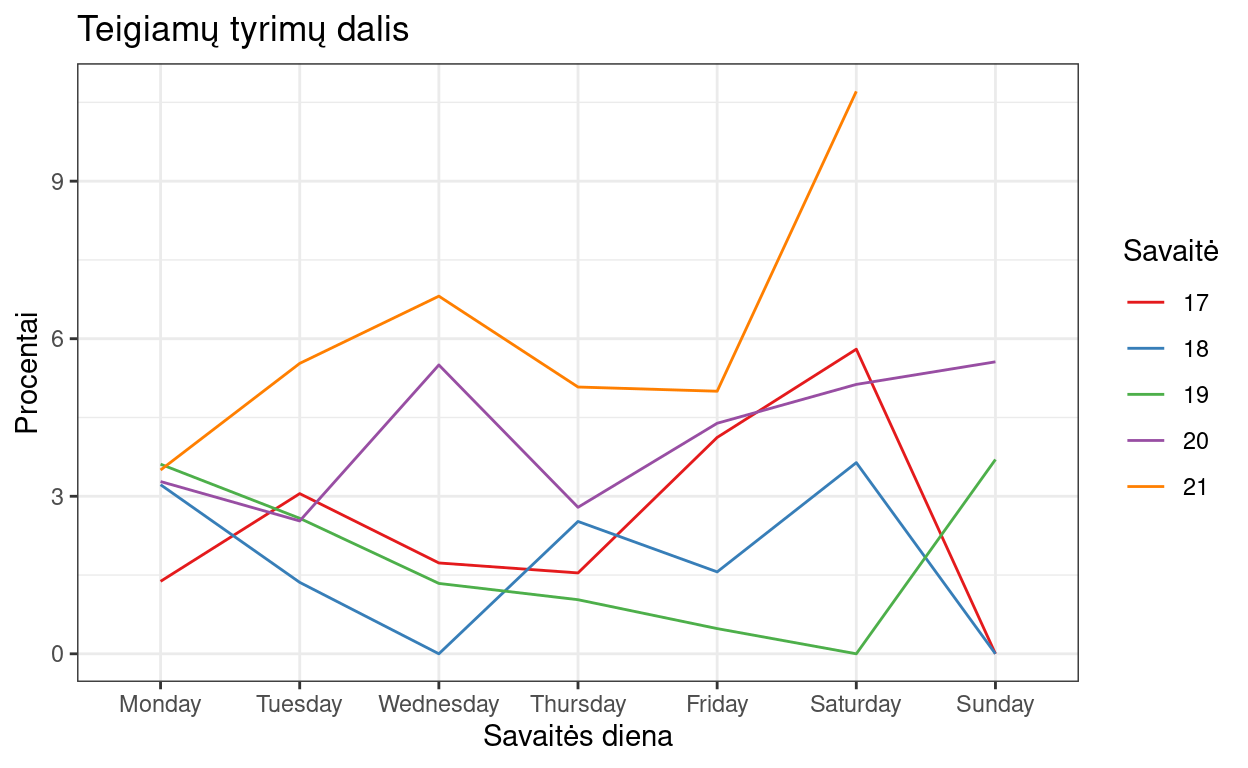 Teigiamų tyrimų dalis
Procentai
9
6
3
0
Monday Tuesday Wednesday Thursday Friday Saturday Sunday
Savaitės diena
Savaitė
17
18
19
20
21